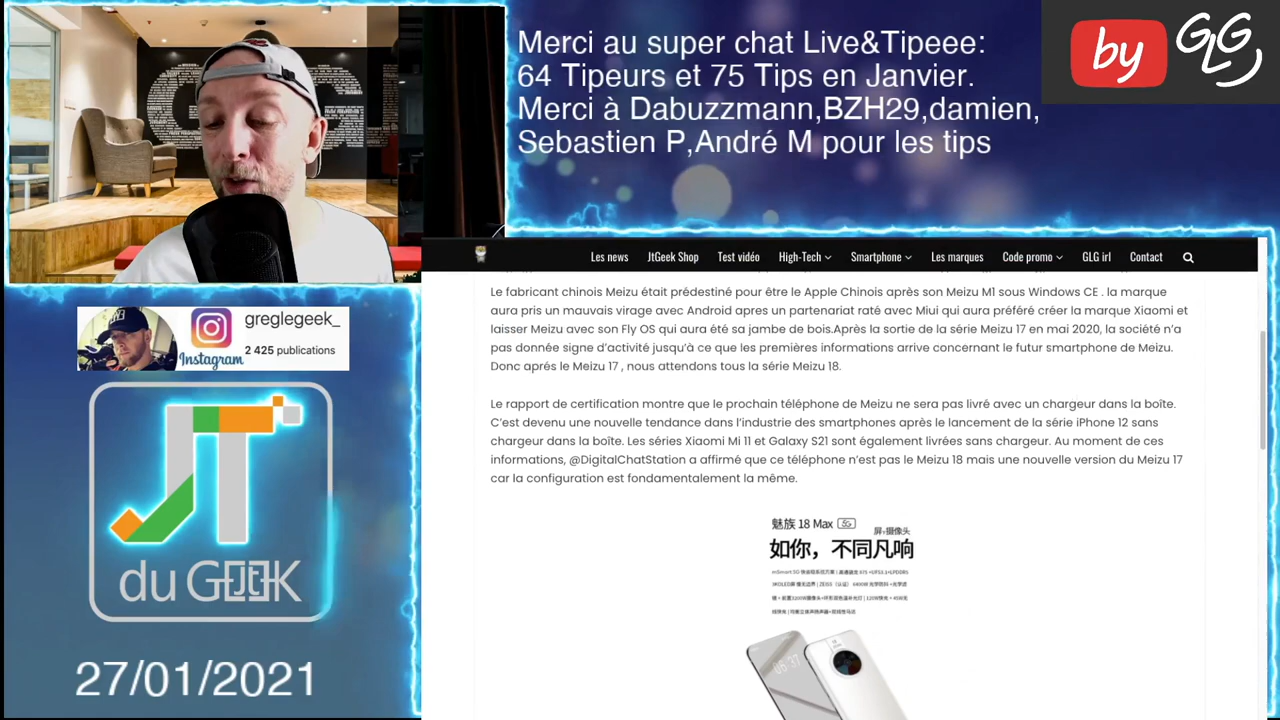 Merci au super chat Live&Tipeee:
64 Tipeurs et 75 Tips en Janvier.
Merci à Dabuzzmann,BZH29,damien,
Sebastien P,Andre M pour les tips
by GLG
Les news JtGeek Shop Test vidéo High-Tech Smartphone Les marques Code promo GLG irl Contact
Le fabricant chinois Meizu était prédestiné pour être le Apple Chinois après son Meizu M1 sous Windows CE . la marque
aura pris un mauvais virage avec Android apres un partenariat raté avec Miui qui aura préféré créer la marque Xiaomi et
laisser Meizu avec son Fly OS qui aura été sa jambe de bois.Après la sortie de la série Meizu 17 en mai 2020, la société n’a
pas donnée signe d’activité jusqu’à ce que les premières informations arrive concernant le futur smartphone de Meizu.
Donc aprés le Meizu 17 , nous attendons tous la série Meizu 18.
Le rapport de certification montre que le prochain téléphone de Meizu ne sera pas livré avec un chargeur dans la boîte.
C’est devenu une nouvelle tendance dans l’industrie des smartphones après le lancement de la série iPhone 12 sans
chargeur dans la boîte. Les séries Xiaomi Mi 11 et Galaxy S21 sont également livrées sans chargeur. Au moment de ces
informations, @DigitalChatStation a affirmé que ce téléphone n’est pas le Meizu 18 mais une nouvelle version du Meizu 17
car la configuration est fondamentalement la même.
魅族 18 Max 5G
如你，不同凡响
greglegeek_
2 425 publications
Instagram
JT
du GEEK
27/01/2021